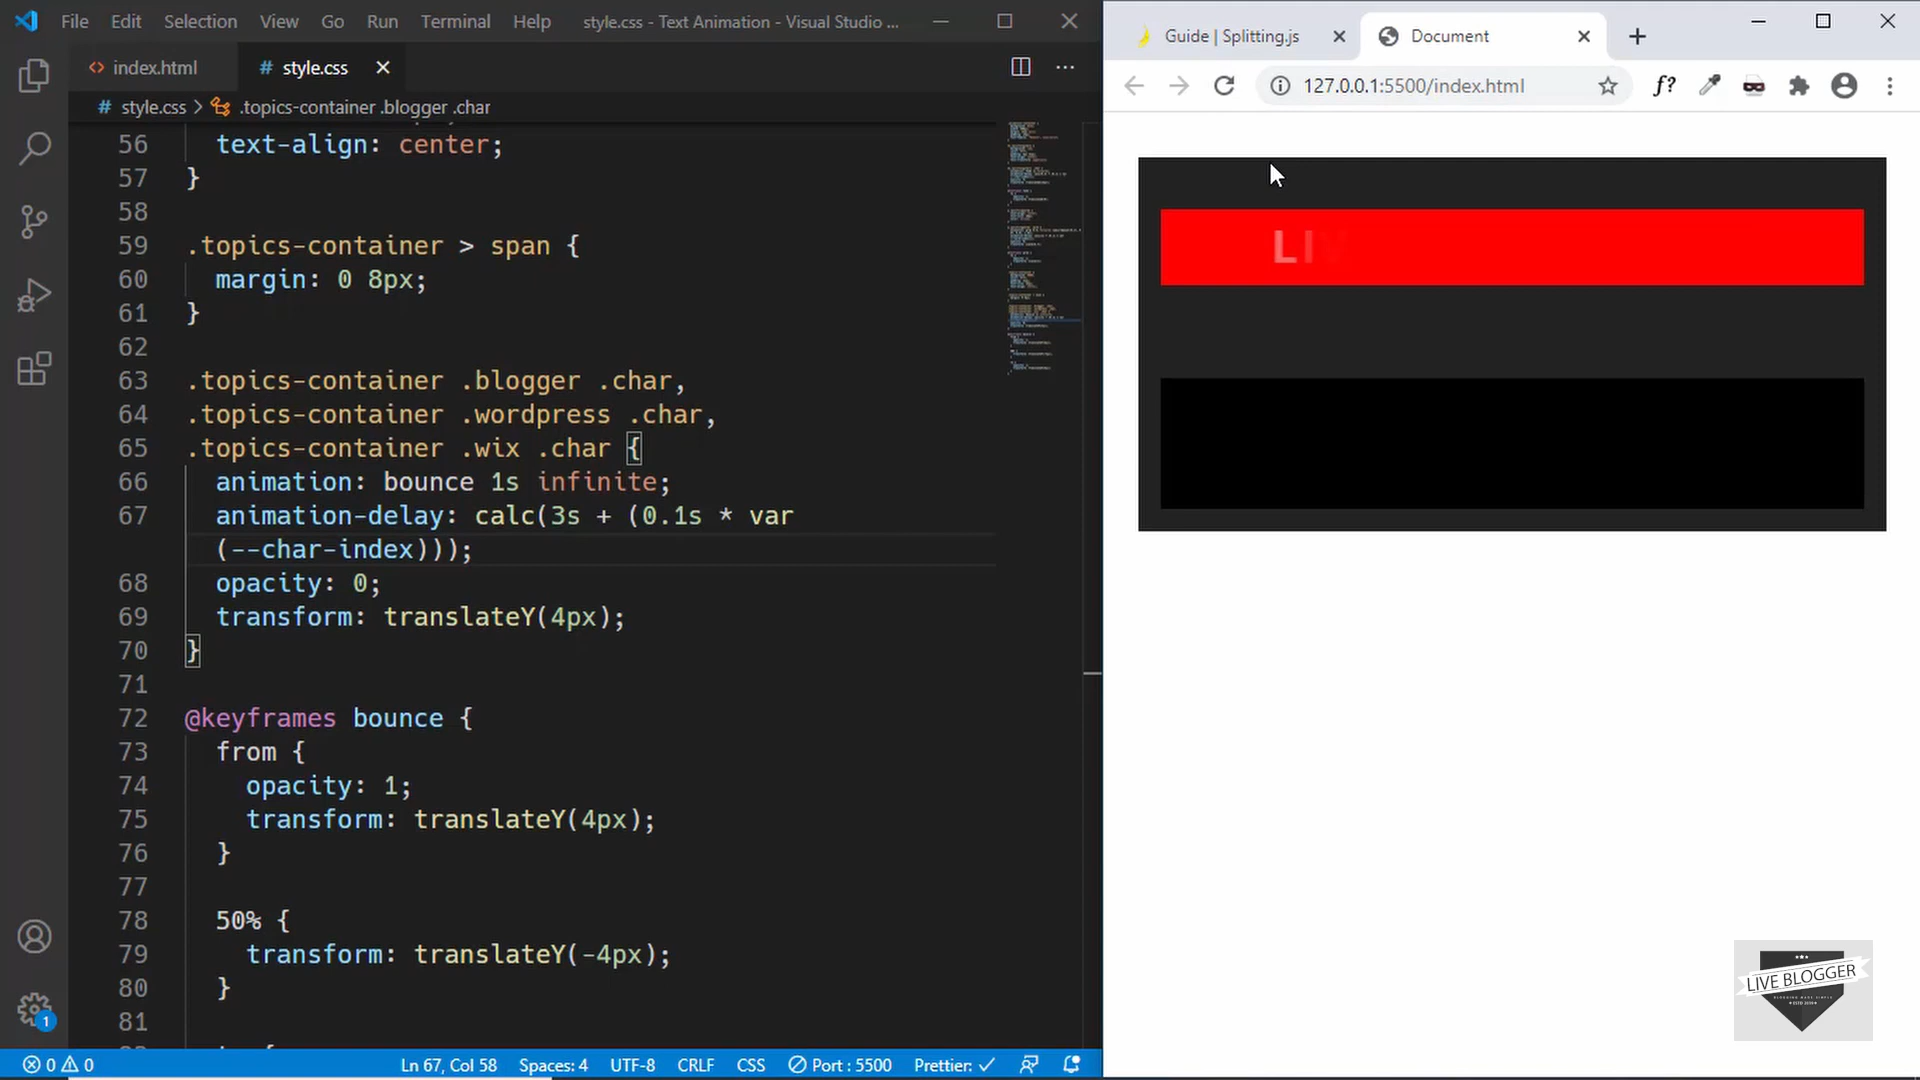 File Edit Selection View Go Run Terminal Help style.css - Text Animation - Visual Studio ...
index.html
style.css
style.css > .topics-container .blogger .char
56 text-align: center;
57 }
58
59 .topics-container > span {
60 margin: 0 8px;
61 }
62
63 .topics-container .blogger .char,
64 .topics-container .wordpress .char,
65 .topics-container .wix .char {
66 animation: bounce 1s infinite;
67 animation-delay: calc(3s + (0.1s * var
(--char-index)));
68 opacity: 0;
69 transform: translateY(4px);
70 }
71
72 @keyframes bounce {
73 from {
74 opacity: 1;
75 transform: translateY(4px);
76 }
77
78 50% {
79 transform: translateY(-4px);
80 }
81
1
0 0 Ln 67, Col 58 Spaces: 4 UTF-8 CRLF CSS Port : 5500 Prettier: ✓
Guide | Splitting.js
Document
127.0.0.1:5500/index.html
f?
LIV
LIVE BLOGGER